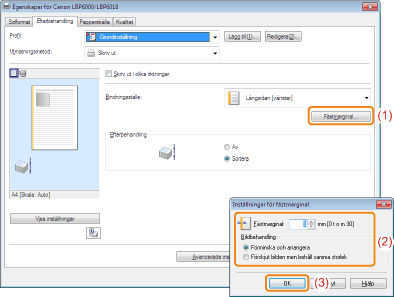 Egenskaper för Canon LBP6000/LBP6018
Sidformat Efterbehandling Papperskälla Kvalitet
Profil: Grundinställning Lägg till(1)... Redigera(2)...
Utmatningsmetod: Skriv ut
Skriv ut i olika riktningar
Bindningsställe: Långsidan [vänster]
Fästmarginal... (1)
Efterbehandling
Av
Sortera
A4 [Skala: Auto]
Visa inställningar
Avancerade
Inställningar för fästmarginal
Fästmarginal: mm [0 t o m 30]
(2)
Bildbehandling
Förminska och arrangera
Förskjut bilden men behåll samma storlek
OK (3) Hjälp